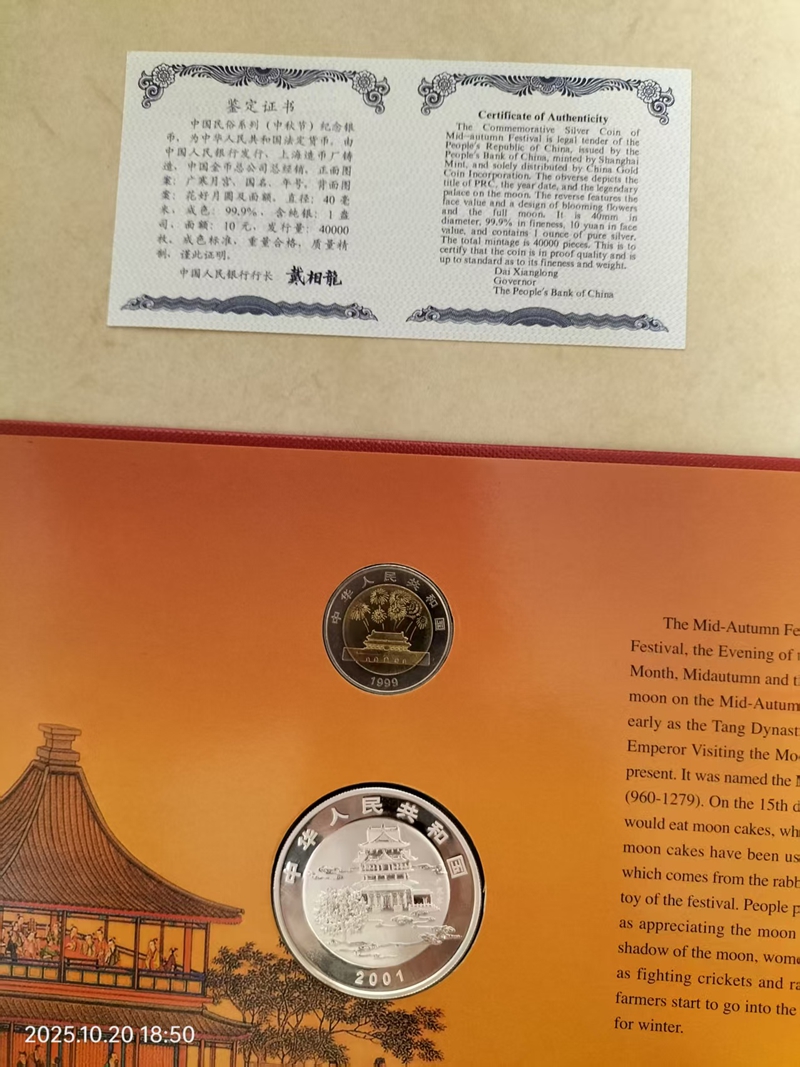 鉴定证书
中国民俗系列（中秋节）纪念银
币，为中华人民共和国法定货币。由
中国人民银行发行，上海造币厂铸
造，中国金币总公司总经销。正面图
案：广寒月宫、国名、年号。背面图
案：花好月圆及面额。直径：40毫
米，成色：99.9%，含纯银：1盎
司，面额：10元，发行量：40000
枚。成色标准，重量合格，质量精
制，谨此证明。
中国人民银行行长 戴相龍
Certificate of Authenticity
The Commemorative Silver Coin of
Mid-autumn Festival is legal tender of the
People's Republic of China, issued by the
People's Bank of China, minted by Shanghai
Mint, and solely distributed by China Gold
Coin Incorporation. The obverse depicts the
title of PRC, the year date, and the legendary
palace on the moon. The reverse features the
face value and a design of blooming flowers
and the full moon. It is 40mm in
diameter, 99.9% in fineness, 10 yuan in face
value, and contains 1 ounce of pure silver.
The total mintage is 40000 pieces. This is to
certify that the coin is in proof quality and is
up to standard as to its fineness and weight.
Dai Xianglong
Governor
The People's Bank of China
中华人民共和国
1999
中华人民共和国
2001
The Mid-Autumn Fe
Festival, the Evening of
Month, Midautumn and
moon on the Mid-Autum
early as the Tang Dynast
Emperor Visiting the Mo
present. It was named the
(960-1279). On the 15th d
would eat moon cakes, wh
moon cakes have been us
which comes from the rabb
toy of the festival. People p
as appreciating the moon
shadow of the moon, wome
as fighting crickets and ra
farmers start to go into the
for winter.
2025.10.20 18:50